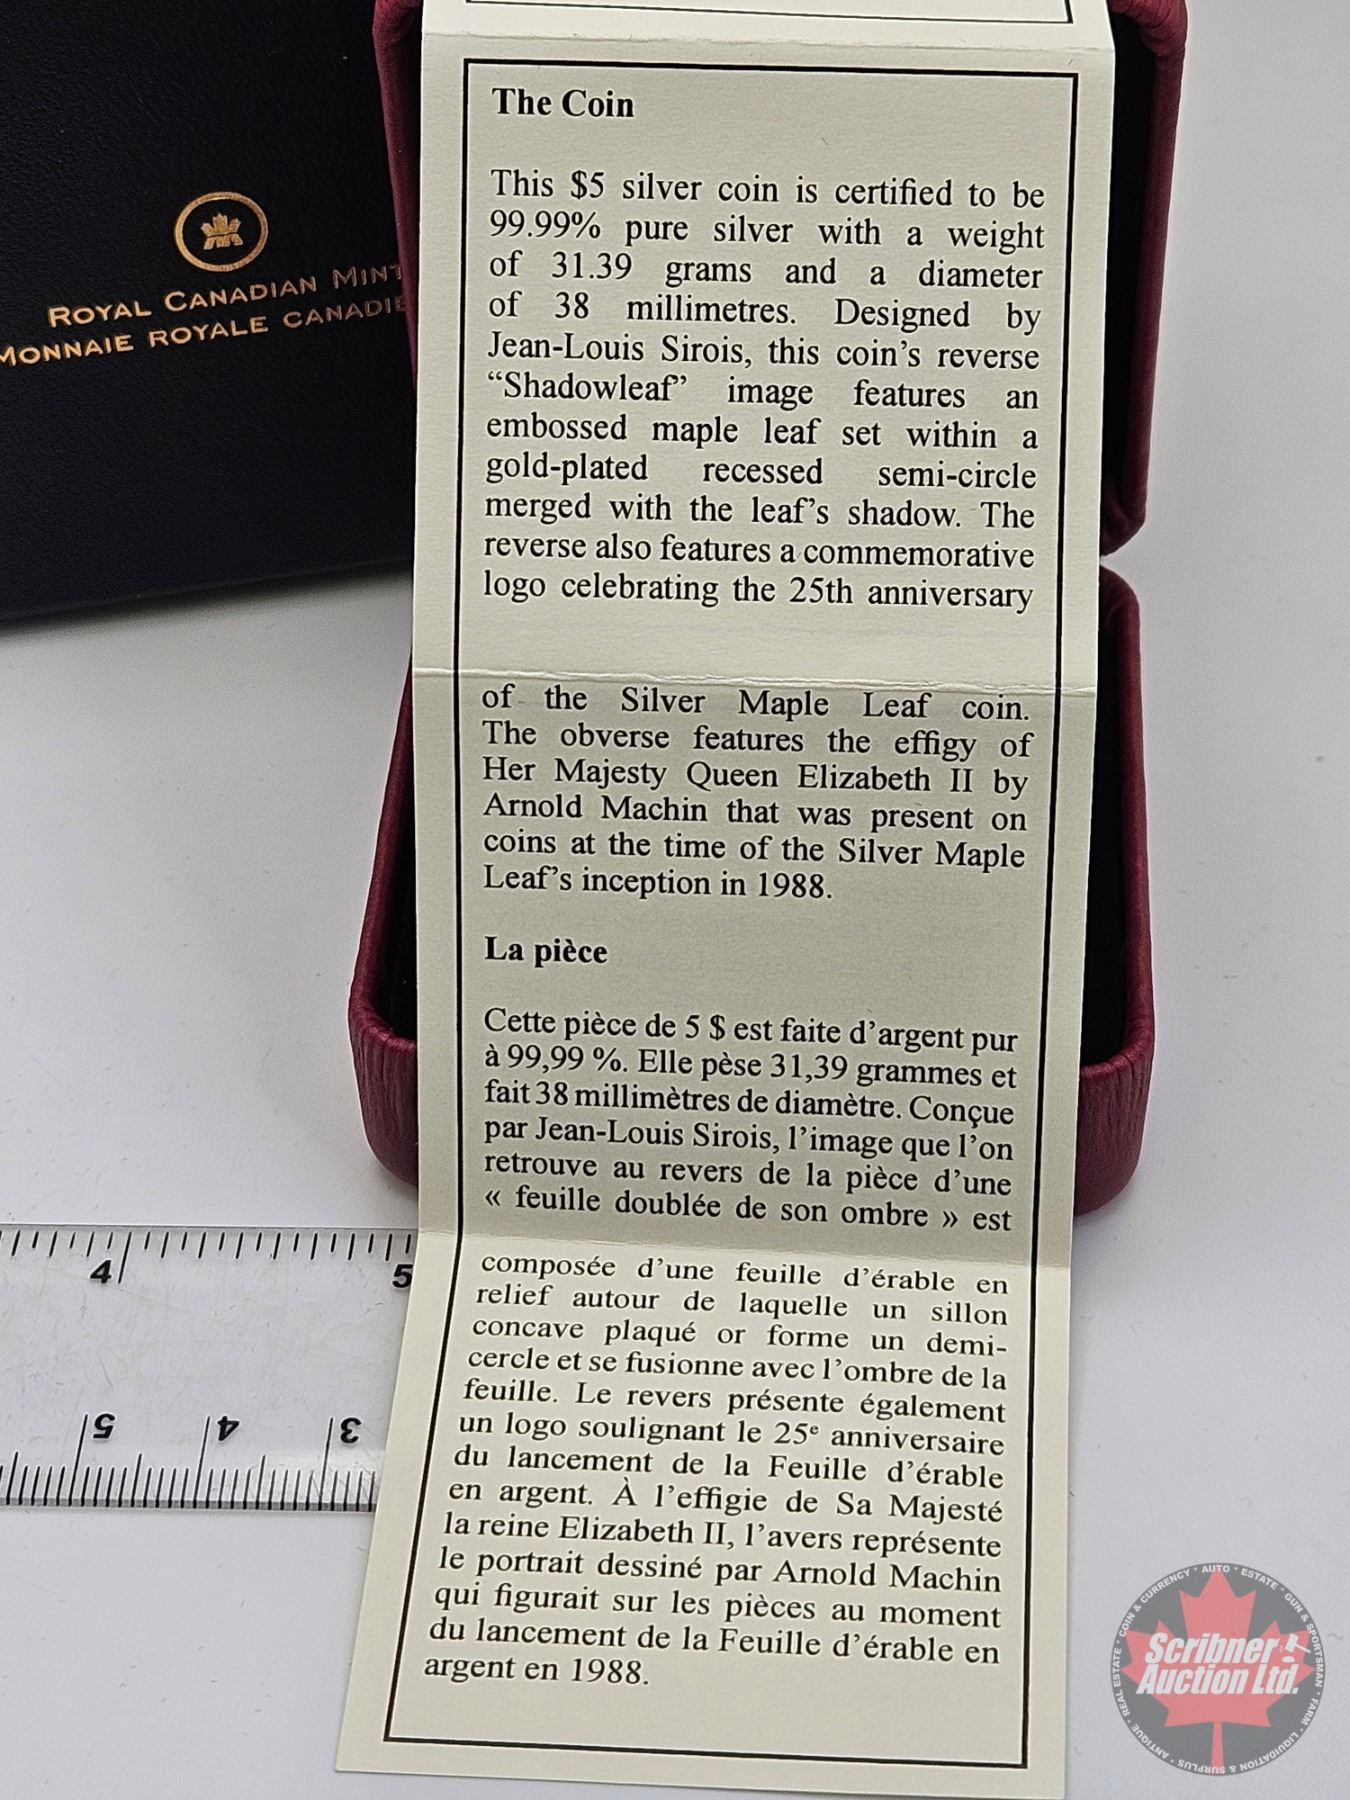 The Coin
This $5 silver coin is certified to be
99.99% pure silver with a weight
of 31.39 grams and a diameter
of 38 millimetres. Designed by
Jean-Louis Sirois, this coin's reverse
“Shadowleaf” image features an
embossed maple leaf set within a
gold-plated recessed semi-circle
merged with the leaf's shadow. The
reverse also features a commemorative
logo celebrating the 25th anniversary
of the Silver Maple Leaf coin.
The obverse features the effigy of
Her Majesty Queen Elizabeth II by
Arnold Machin that was present on
coins at the time of the Silver Maple
Leaf's inception in 1988.
La pièce
Cette pièce de 5 $ est faite d'argent pur
à 99,99 %. Elle pèse 31,39 grammes et
fait 38 millimètres de diamètre. Conçue
par Jean-Louis Sirois, l'image que l'on
retrouve au revers de la pièce d'une
« feuille doublée de son ombre » est
composée d'une feuille d'érable en
relief autour de laquelle un sillon
concave plaqué or forme un demi-
cercle et se fusionne avec l'ombre de la
feuille. Le revers présente également
un logo soulignant le 25e anniversaire
du lancement de la Feuille d'érable
en argent. À l'effigie de Sa Majesté
la reine Elizabeth II, l'avers représente
le portrait dessiné par Arnold Machin
qui figurait sur les pièces au moment
du lancement de la Feuille d'érable en
argent en 1988.
ROYAL CANADIAN MINT
MONNAIE ROYALE CANADIE
4 5
5 4 3
COIN & CURRENCY • AUTO • ESTATE • GUN & SPORTSMAN • FARM • LIQUIDATION & SURPLUS • ANTIQUE • REAL ESTATE
Scribner
Auction Ltd.